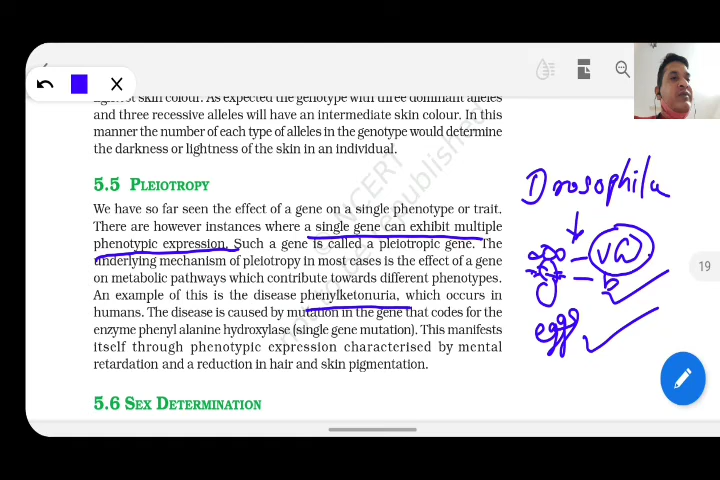 light skin colour. As expected the genotype with three dominant alleles
and three recessive alleles will have an intermediate skin colour. In this
manner the number of each type of alleles in the genotype would determine
the darkness or lightness of the skin in an individual.
5.5 PLEIOTROPY
We have so far seen the effect of a gene on a single phenotype or trait.
There are however instances where a single gene can exhibit multiple
phenotypic expression. Such a gene is called a pleiotropic gene. The
underlying mechanism of pleiotropy in most cases is the effect of a gene
on metabolic pathways which contribute towards different phenotypes.
An example of this is the disease phenylketonuria, which occurs in
humans. The disease is caused by mutation in the gene that codes for the
enzyme phenyl alanine hydroxylase (single gene mutation). This manifests
itself through phenotypic expression characterised by mental
retardation and a reduction in hair and skin pigmentation.
5.6 SEX DETERMINATION
Drosophila
eggs
19